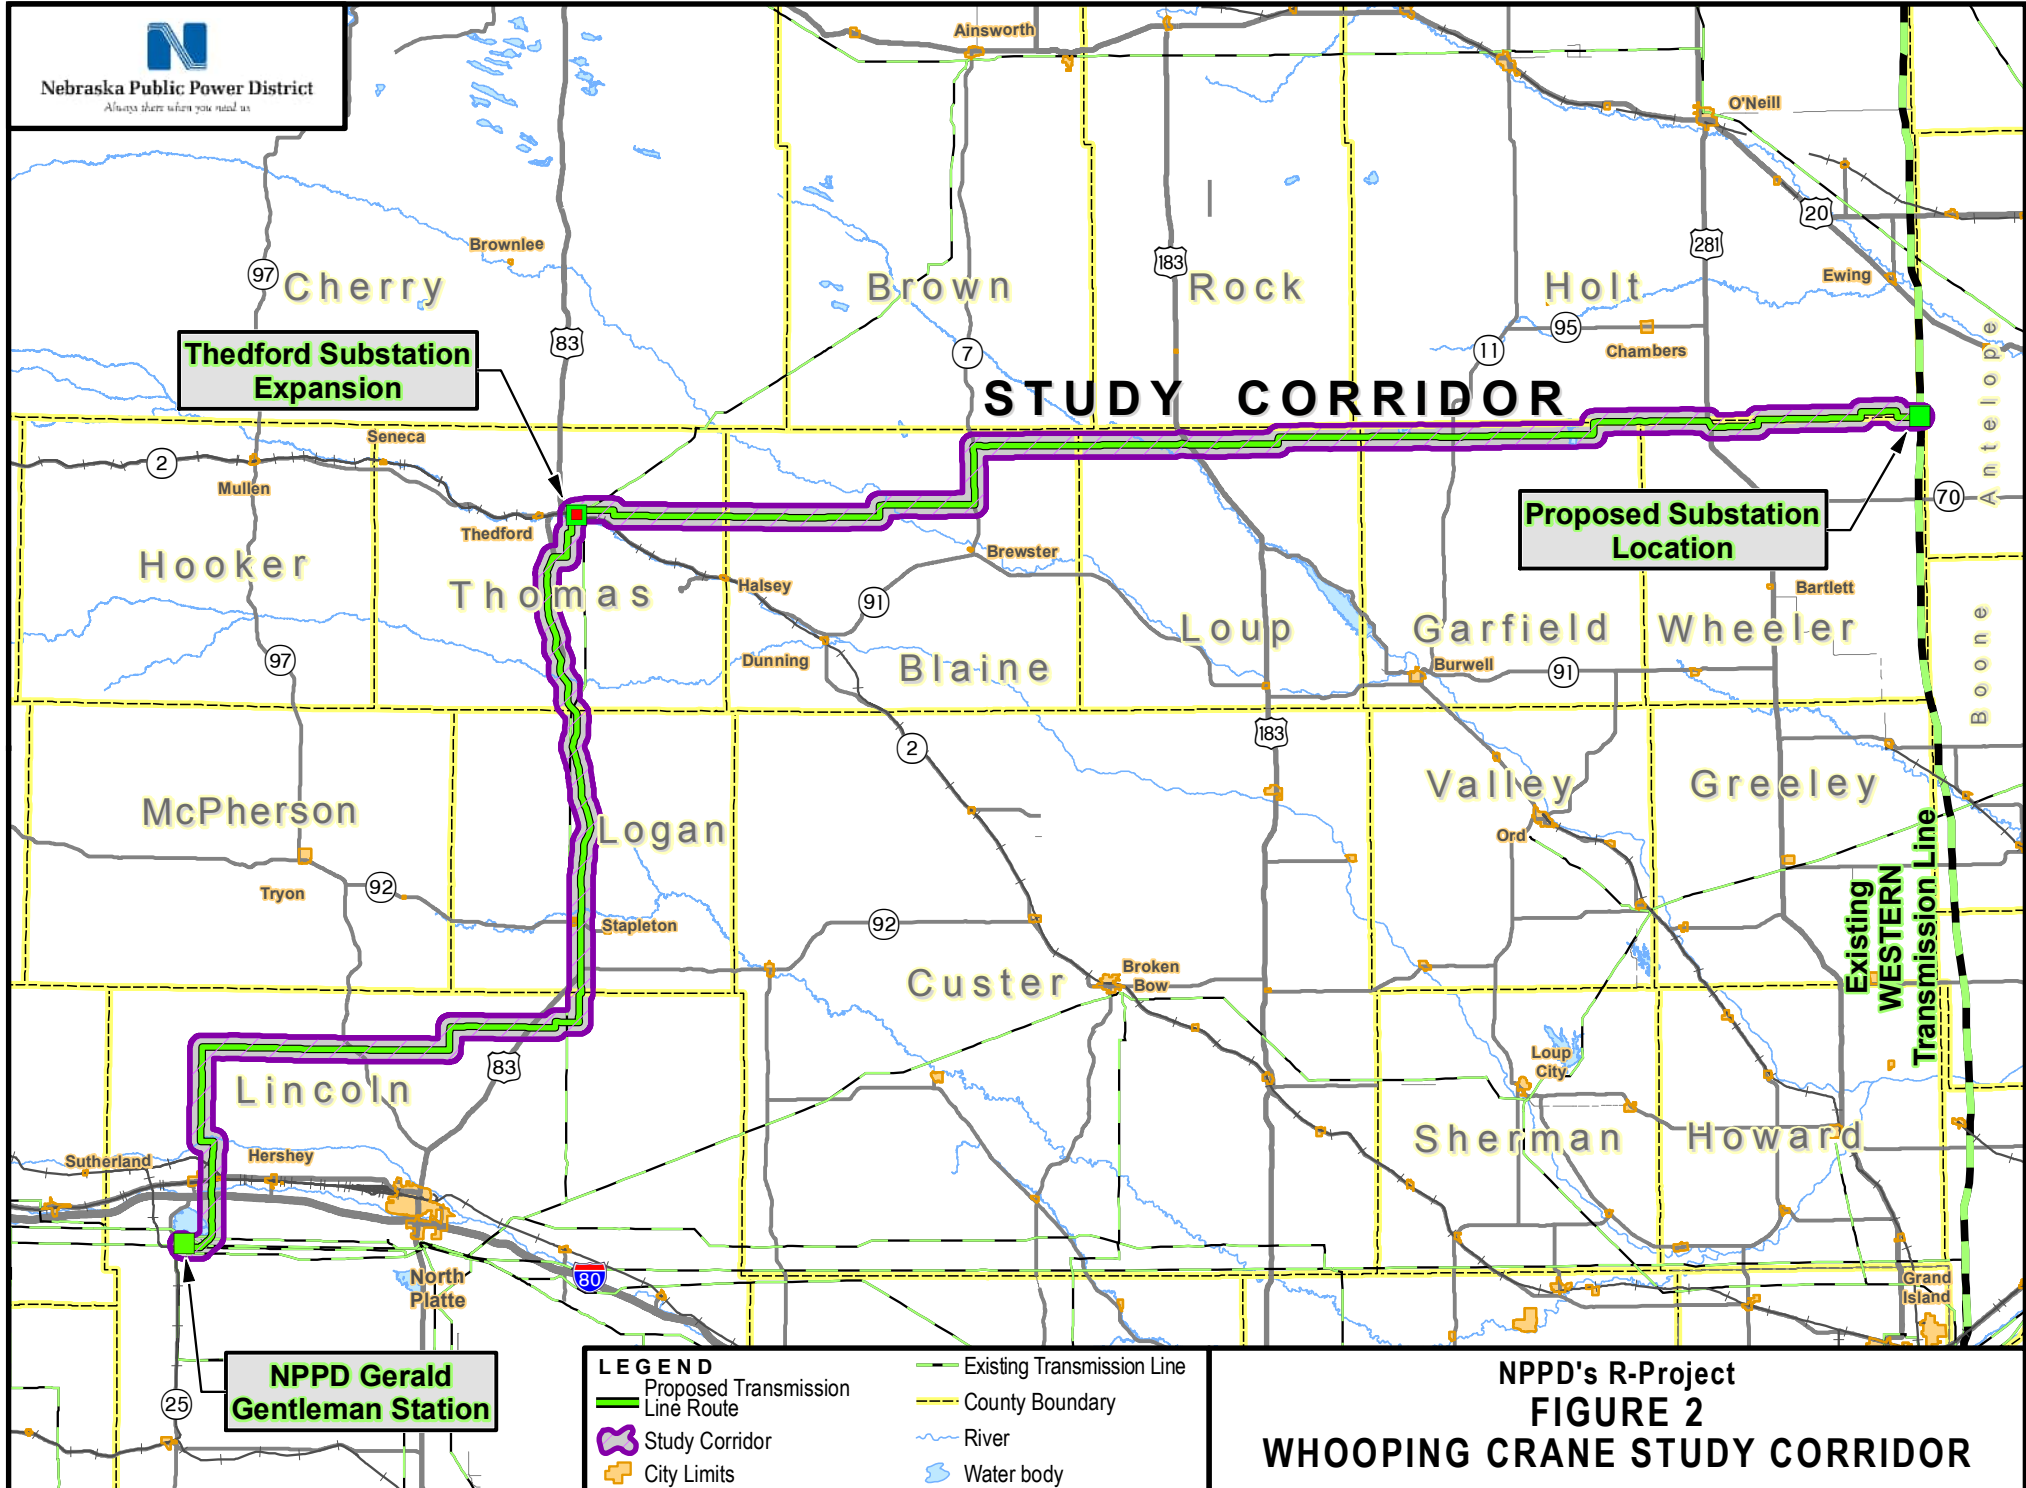 Nebraska Public Power District
Always there when you need us
Ainsworth
O'Neill
20
Brownlee
97
Cherry
Brown
183
Rock
281
Holt
Ewing
Thedford Substation
Expansion
83
7
11
95
Chambers
Antelope
STUDY CORRIDOR
Seneca
2
Mullen
Thedford
70
Proposed Substation
Location
Hooker
Thomas
Halsey
91
Brewster
Bartlett
Loup
Garfield
Wheeler
Boone
97
Dunning
Blaine
Burwell
91
2
183
McPherson
Logan
Valley
Greeley
Ord
Tryon
92
Stapleton
92
Custer
Broken
Bow
Existing
WESTERN
Transmission Line
Lincoln
83
Loup
City
Sherman
Howard
Sutherland
Hershey
North
Platte
80
Grand
Island
NPPD Gerald
Gentleman Station
25
LEGEND
Proposed Transmission
Line Route
Study Corridor
City Limits
Existing Transmission Line
County Boundary
River
Water body
NPPD's R-Project
FIGURE 2
WHOOPING CRANE STUDY CORRIDOR